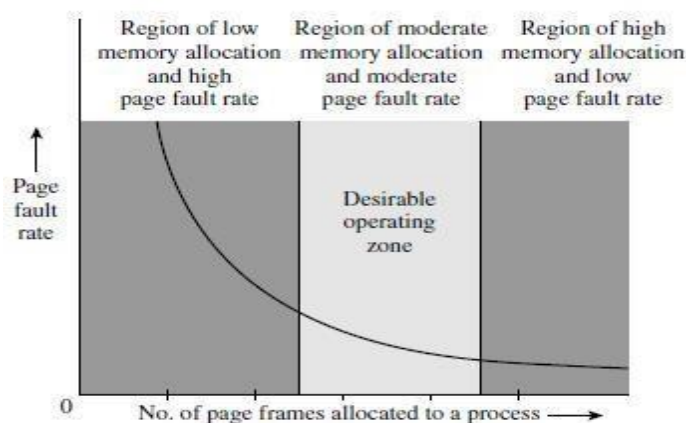 Region of low
memory allocation
and high
page fault rate
Region of moderate
memory allocation
and moderate
page fault rate
Region of high
memory allocation
and low
page fault rate
Page
fault
rate
Desirable
operating
zone
0
No. of page frames allocated to a process